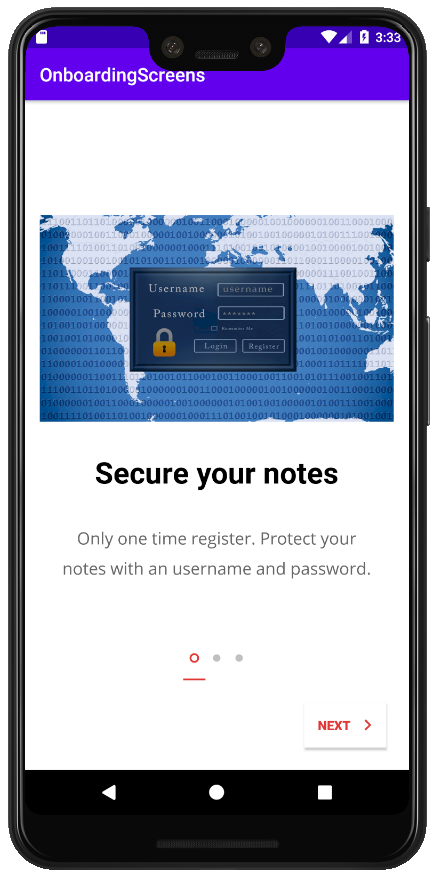 3:33
OnboardingScreens
Username username
Password *******
Remember Me
Login Register
Secure your notes
Only one time register. Protect your
notes with an username and password.
NEXT